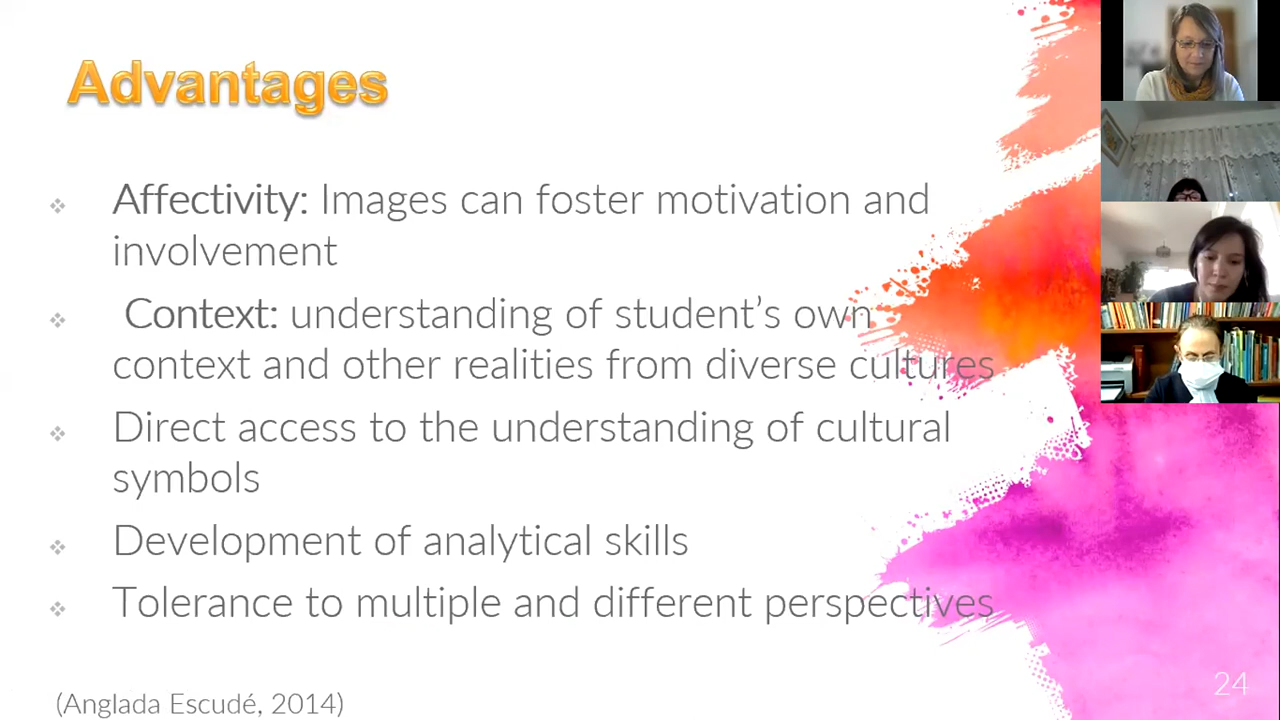 Advantages
Affectivity: Images can foster motivation and
involvement
Context: understanding of student’s own
context and other realities from diverse cultures
Direct access to the understanding of cultural
symbols
Development of analytical skills
Tolerance to multiple and different perspectives
(Anglada Escudé, 2014)
24